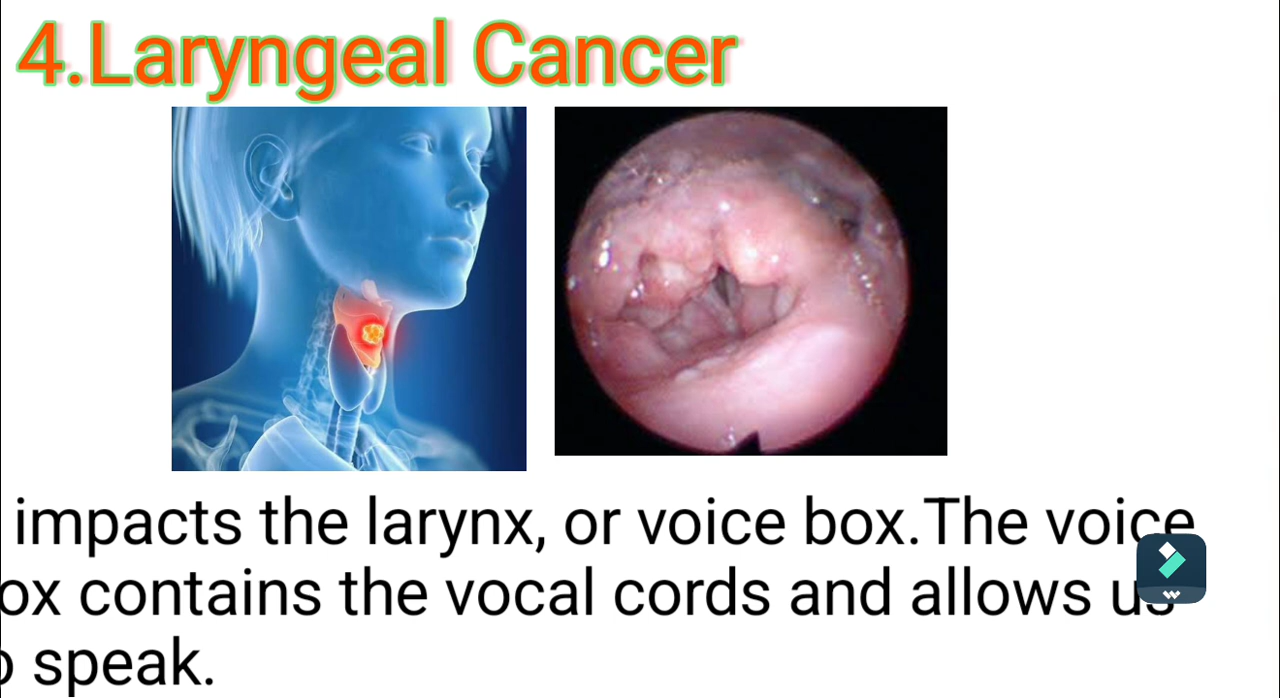 4.Laryngeal Cancer
impacts the larynx, or voice box.The voice
ox contains the vocal cords and allows us
o speak.